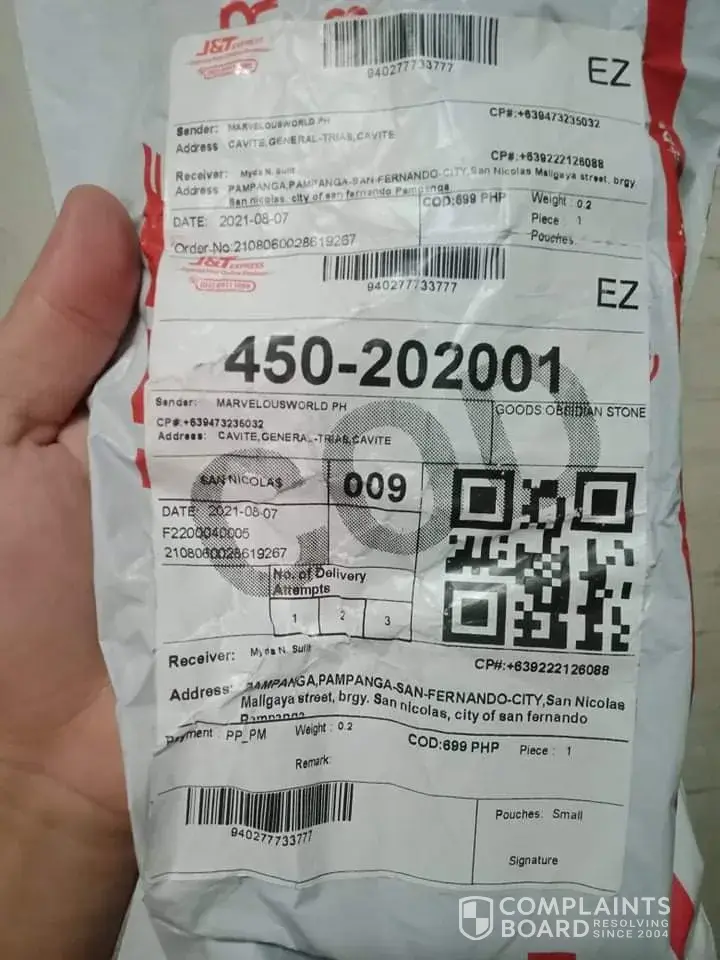 J&T EXPRESS
940277733777
EZ
Sender: MARVELOUSWORLD PH
CP#:+639473235032
Address CAVITE,GENERAL-TRIAS,CAVITE
CP#:+639222126088
Receiver: Myda N. Sulit
Address PAMPANGA,PAMPANGA-SAN-FERNANDO-CITY,San Nicolas Maligaya street, brgy.
San nicolas, city of san fernando Pampanga
COD:699 PHP
Weight : 0.2
DATE: 2021-08-07
Piece : 1
Order No:2108060028619267
Pouches:
J&T EXPRESS
940277733777
EZ
450-202001
Sender: MARVELOUSWORLD PH
GOODS OBSIDIAN STONE
CP#:+639473235032
Address: CAVITE,GENERAL-TRIAS,CAVITE
COD
SAN NICOLAS
009
DATE: 2021-08-07
F2200040005
2108060028619267
No. of Delivery
Attempts
1 2 3
Receiver: Myda N. Sulit
CP#:+639222126088
Address: PAMPANGA,PAMPANGA-SAN-FERNANDO-CITY,San Nicolas
Maligaya street, brgy. San nicolas, city of san fernando
Pampanga
Payment : PP_PM
Weight : 0.2
COD:699 PHP
Piece : 1
Remark:
940277733777
Pouches: Small
Signature
COMPLAINTS
BOARD RESOLVING
SINCE 2004